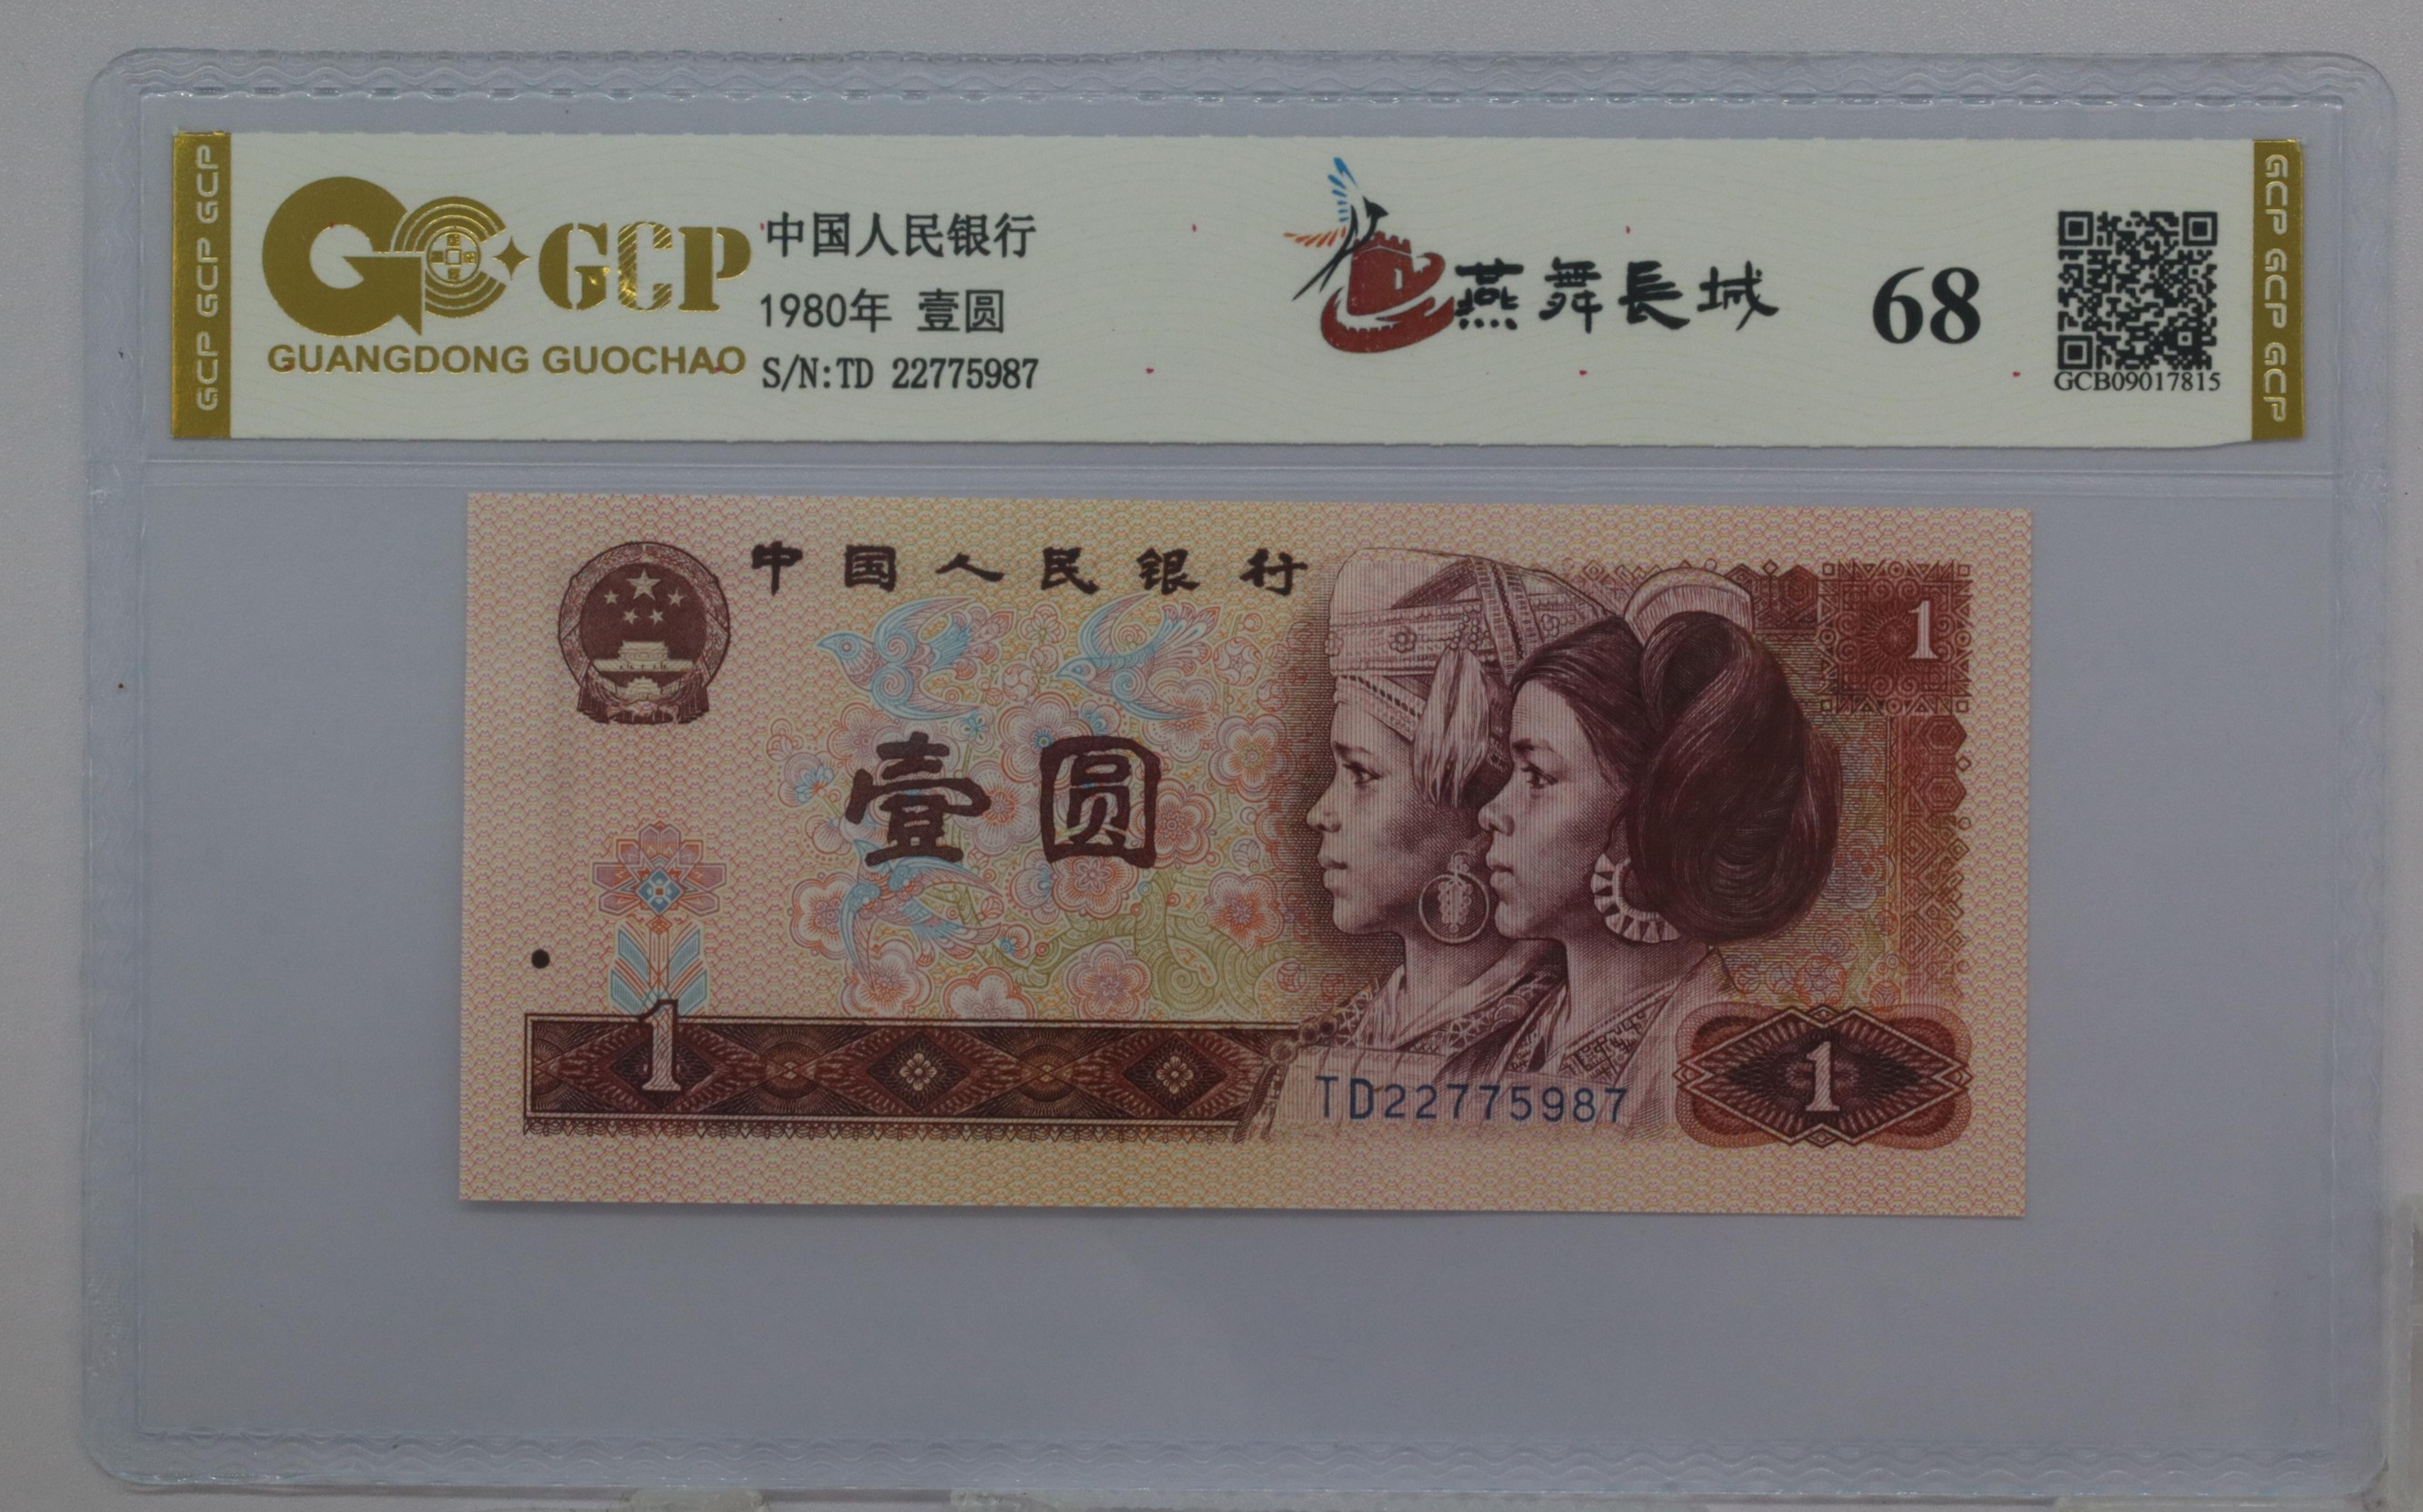 GCP GCP GCP
GCP
GUANGDONG GUOCHAO
中国人民银行
1980年 壹圆
S/N:TD 22775987
燕舞長城
68
GCB09017815
GCP GCP GCP
中国人民银行
1
壹圆
1
TD22775987
1